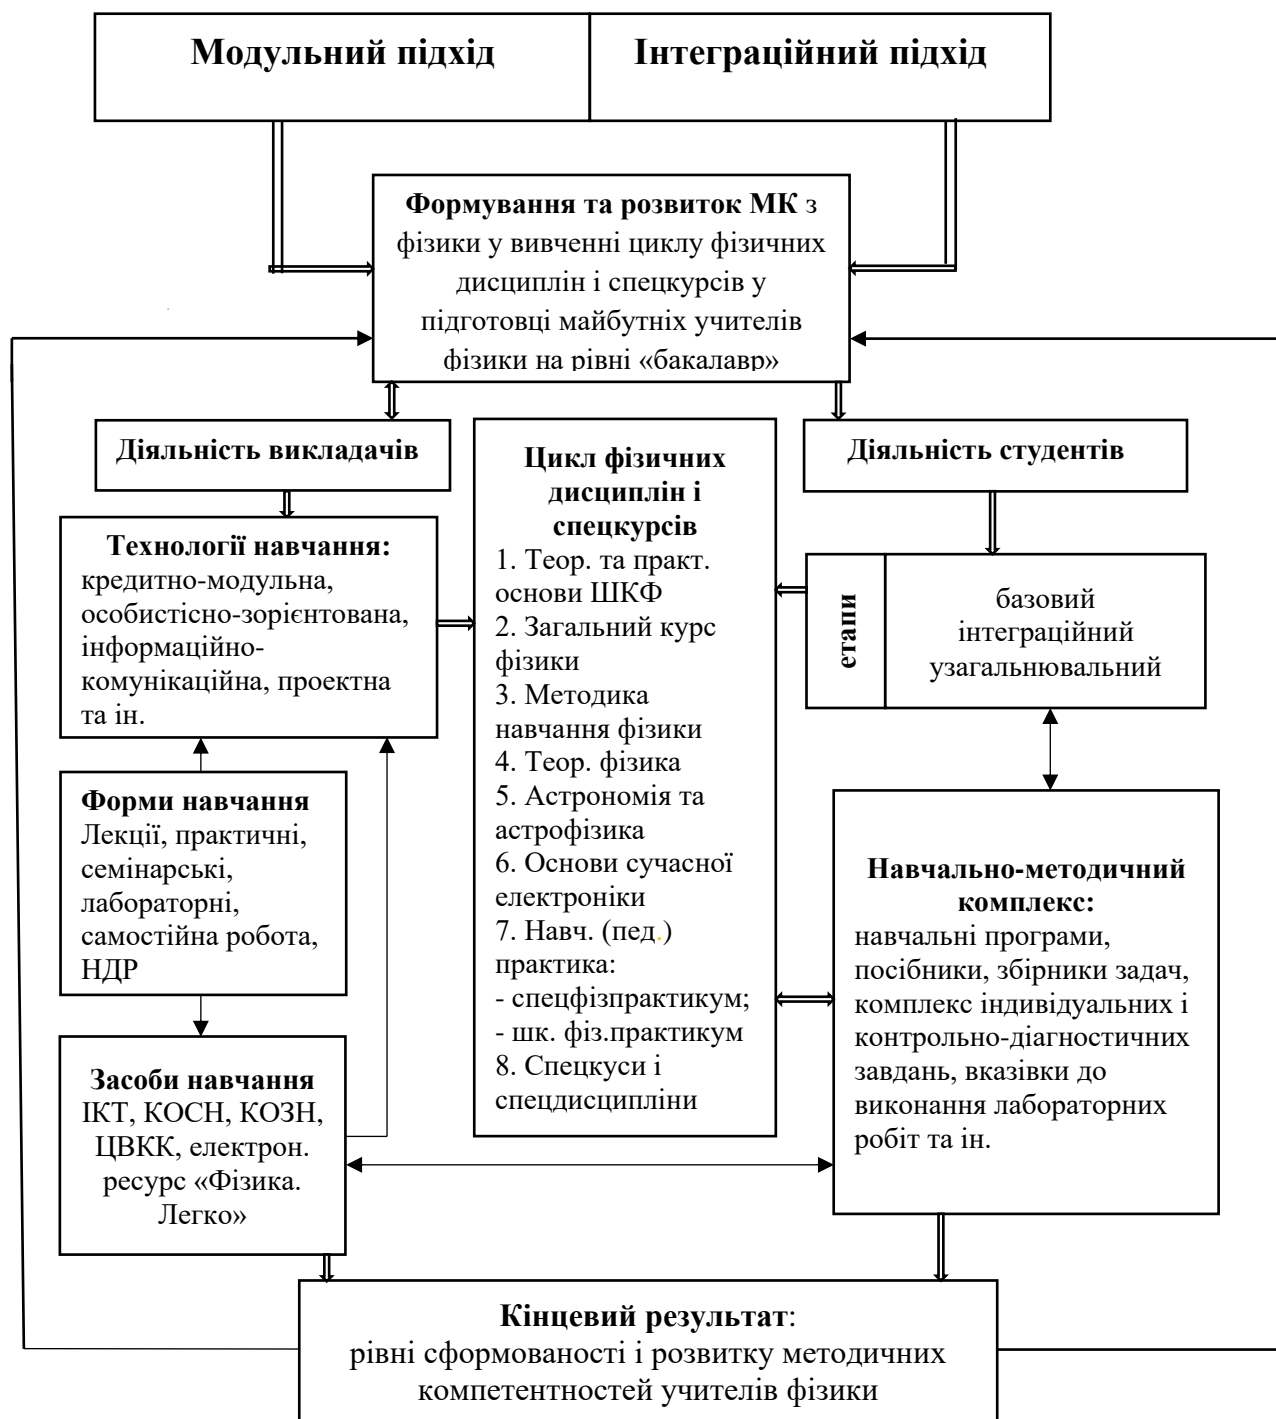 Модульний підхід
Інтеграційний підхід
Формування та розвиток МК з
фізики у вивченні циклу фізичних
дисциплін і спецкурсів у
підготовці майбутніх учителів
фізики на рівні «бакалавр»
Діяльність викладачів
Технології навчання:
кредитно-модульна,
особистісно-зорієнтована,
інформаційно-
комунікаційна, проектна
та ін.
Форми навчання
Лекції, практичні,
семінарські,
лабораторні,
самостійна робота,
НДР
Засоби навчання
ІКТ, КОСН, КОЗН,
ЦВКК, електрон.
ресурс «Фізика.
Легко»
Цикл фізичних
дисциплін і
спецкурсів
1. Теор. та практ.
основи ШКФ
2. Загальний курс
фізики
3. Методика
навчання фізики
4. Теор. фізика
5. Астрономія та
астрофізика
6. Основи сучасної
електроніки
7. Навч. (пед.)
практика:
- спецфізпрактикум;
- шк. фіз.практикум
8. Спецкуси і
спецдисципліни
Діяльність студентів
етапи
базовий
інтеграційний
узагальнювальний
Навчально-методичний
комплекс:
навчальні програми,
посібники, збірники задач,
комплекс індивідуальних і
контрольно-діагностичних
завдань, вказівки до
виконання лабораторних
робіт та ін.
Кінцевий результат:
рівні сформованості і розвитку методичних
компетентностей учителів фізики